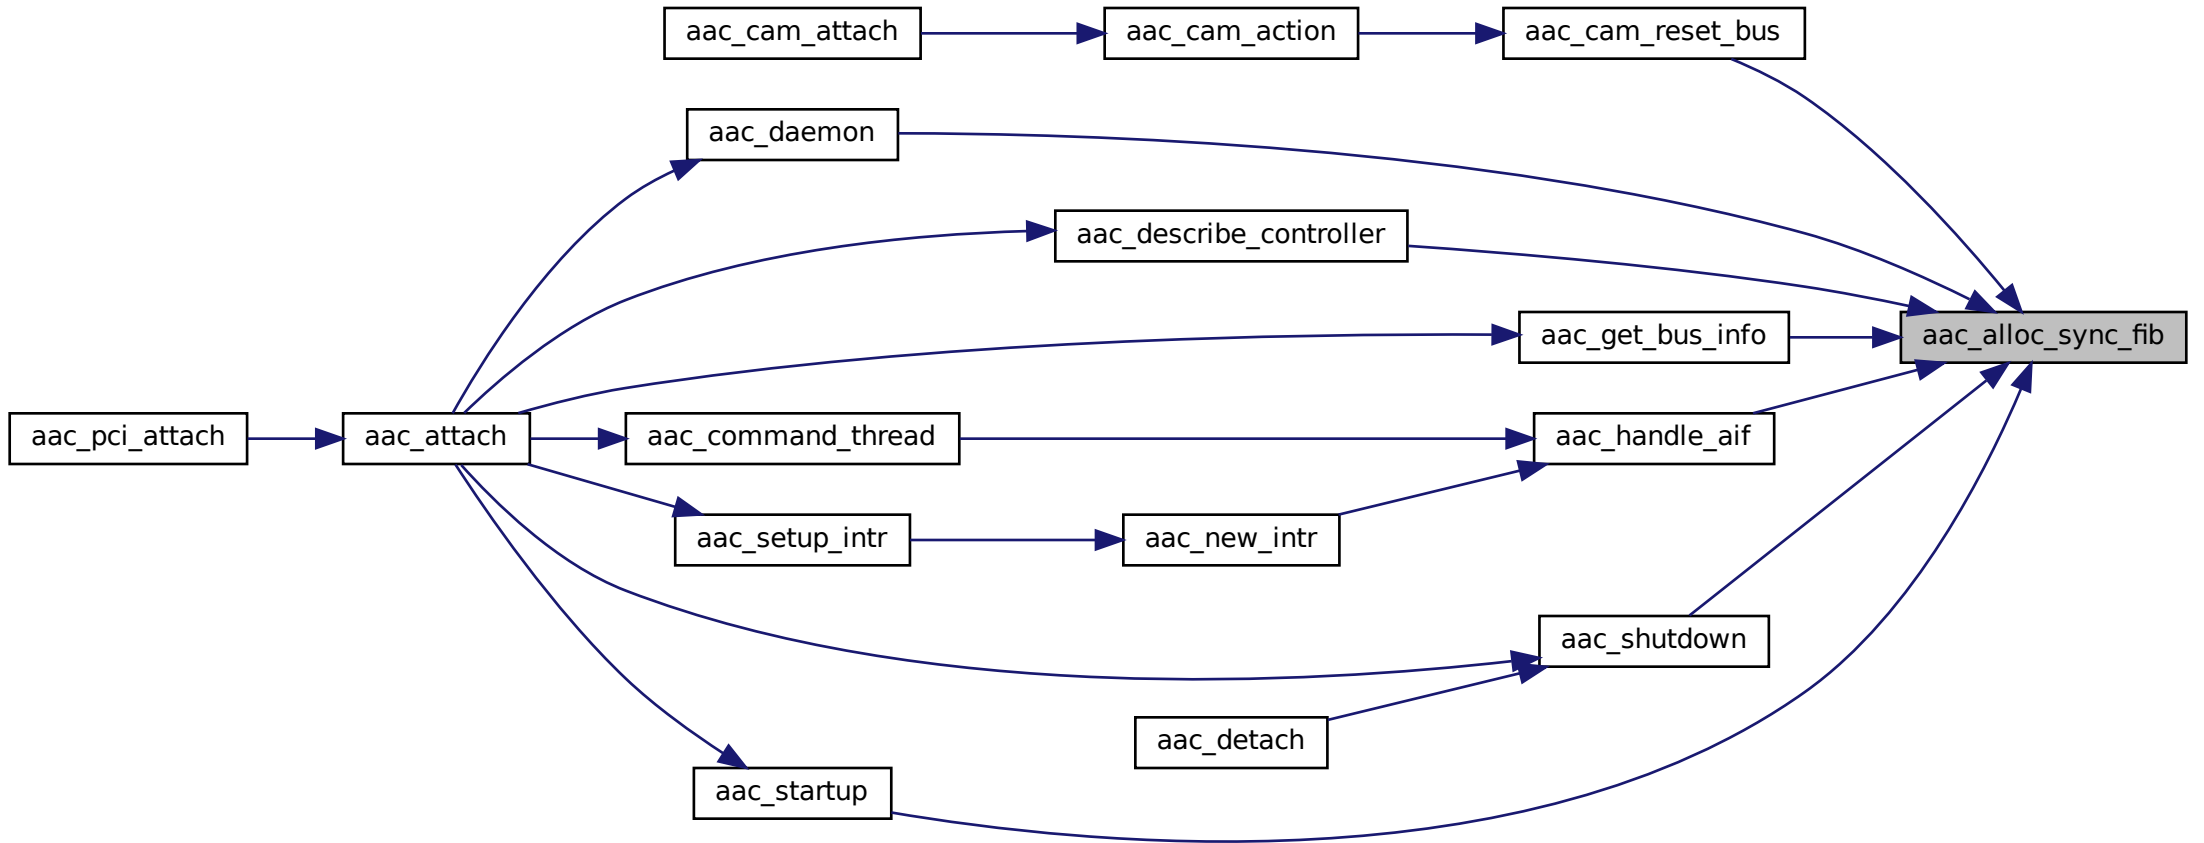 aac_cam_attach
aac_cam_action
aac_cam_reset_bus
aac_daemon
aac_describe_controller
aac_get_bus_info
aac_alloc_sync_fib
aac_pci_attach
aac_attach
aac_command_thread
aac_handle_aif
aac_setup_intr
aac_new_intr
aac_shutdown
aac_detach
aac_startup